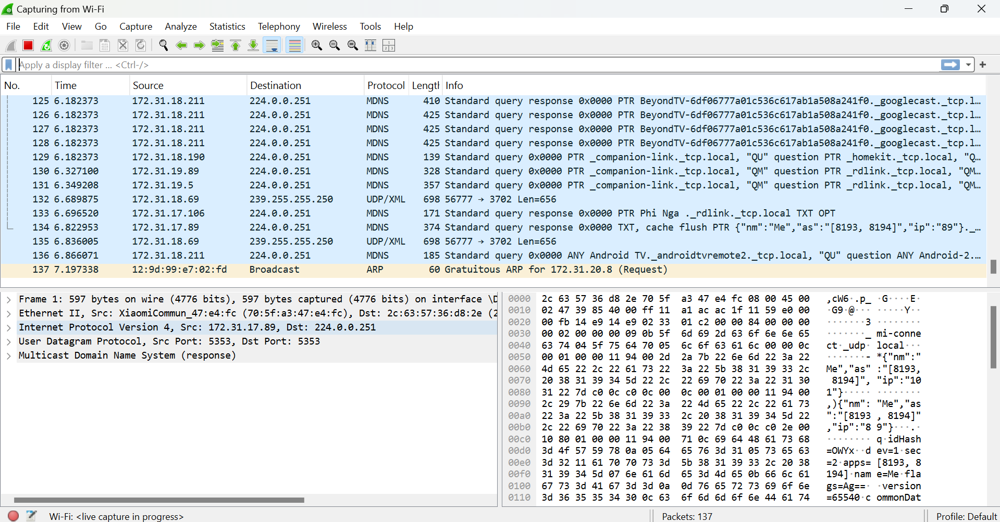 Capturing from Wi-Fi
File Edit View Go Capture Analyze Statistics Telephony Wireless Tools Help
Apply a display filter ... <Ctrl-/>
No. Time Source Destination Protocol Lengtl Info
125 6.182373 172.31.18.211 224.0.0.251 MDNS 410 Standard query response 0x0000 PTR BeyondTV-6df06777a01c536c617ab1a508a241f0._googlecast._tcp.l…
126 6.182373 172.31.18.211 224.0.0.251 MDNS 425 Standard query response 0x0000 PTR BeyondTV-6df06777a01c536c617ab1a508a241f0._googlecast._tcp.l…
127 6.182373 172.31.18.211 224.0.0.251 MDNS 425 Standard query response 0x0000 PTR BeyondTV-6df06777a01c536c617ab1a508a241f0._googlecast._tcp.l…
128 6.182373 172.31.18.211 224.0.0.251 MDNS 425 Standard query response 0x0000 PTR BeyondTV-6df06777a01c536c617ab1a508a241f0._googlecast._tcp.l…
129 6.182373 172.31.18.190 224.0.0.251 MDNS 139 Standard query 0x0000 PTR _companion-link._tcp.local, "QU" question PTR _homekit._tcp.local, "Q…
130 6.327100 172.31.19.89 224.0.0.251 MDNS 328 Standard query 0x0000 PTR _companion-link._tcp.local, "QM" question PTR _rdlink._tcp.local, "QM…
131 6.349208 172.31.19.5 224.0.0.251 MDNS 357 Standard query 0x0000 PTR _companion-link._tcp.local, "QM" question PTR _rdlink._tcp.local, "QM…
132 6.689875 172.31.18.69 239.255.255.250 UDP/XML 698 56777 → 3702 Len=656
133 6.696520 172.31.17.106 224.0.0.251 MDNS 171 Standard query response 0x0000 PTR Phi Nga ._rdlink._tcp.local TXT OPT
134 6.822953 172.31.17.89 224.0.0.251 MDNS 374 Standard query response 0x0000 TXT, cache flush PTR {"nm":"Me","as":"[8193, 8194]","ip":"89"}._…
135 6.836005 172.31.18.69 239.255.255.250 UDP/XML 698 56777 → 3702 Len=656
136 6.866071 172.31.18.211 224.0.0.251 MDNS 185 Standard query 0x0000 ANY Android TV._androidtvremote2._tcp.local, "QU" question ANY Android-2.…
137 7.197338 12:9d:99:e7:02:fd Broadcast ARP 60 Gratuitous ARP for 172.31.20.8 (Request)
Frame 1: 597 bytes on wire (4776 bits), 597 bytes captured (4776 bits) on interface \D
Ethernet II, Src: XiaomiCommun_47:e4:fc (70:5f:a3:47:e4:fc), Dst: 2c:63:57:36:d8:2e (2
Internet Protocol Version 4, Src: 172.31.17.89, Dst: 224.0.0.251
User Datagram Protocol, Src Port: 5353, Dst Port: 5353
Multicast Domain Name System (response)
0000 2c 63 57 36 d8 2e 70 5f a3 47 e4 fc 08 00 45 00 ,cW6·.p_ ·G····E·
0010 02 47 39 85 40 00 ff 11 a1 ac ac 1f 11 59 e0 00 ·G9·@··· ·····Y··
0020 00 fb 14 e9 14 e9 02 33 01 c2 00 00 84 00 00 00 ·······3 ········
0030 00 02 00 00 00 00 09 0b 5f 6d 69 2d 63 6f 6e 6e 65 ·······_ mi-conne
0040 63 74 04 5f 75 64 70 05 6c 6f 63 61 6c 00 00 0c ct·_udp· local···
0050 00 01 00 00 11 94 00 2d 2a 7b 22 6e 6d 22 3a 22 ·······- *{"nm":"
0060 4d 65 22 2c 22 61 73 22 3a 22 5b 38 31 39 33 2c Me","as" :"[8193,
0070 20 38 31 39 34 5d 22 2c 22 69 70 22 3a 22 31 30 8194]", "ip":"10
0080 31 22 7d c0 0c c0 0c 00 0c 00 01 00 00 11 94 00 1"}····· ········
0090 2c 29 7b 22 6e 6d 22 3a 22 4d 65 22 2c 22 61 73 ,){"nm": "Me","as
00a0 22 3a 22 5b 38 31 39 33 2c 20 38 31 39 34 5d 22 ":"[8193 , 8194]"
00b0 2c 22 69 70 22 3a 22 38 39 22 7d c0 0c c0 2e 00 ,"ip":"8 9"}···.·
00c0 10 80 01 00 00 11 94 00 71 0c 69 64 48 61 73 68 ········ q·idHash
00d0 3d 4f 57 59 78 0a 05 64 65 76 3d 31 05 73 65 63 =OWYx··d ev=1·sec
00e0 3d 32 11 61 70 70 73 3d 5b 38 31 39 33 2c 20 38 =2·apps= [8193, 8
00f0 31 39 34 5d 07 6e 61 6d 65 3d 4d 65 0b 66 6c 61 194]·nam e=Me·fla
0100 67 73 3d 41 67 3d 3d 0a 0d 76 65 72 73 69 6f 6e gs=Ag==· ·version
0110 3d 36 35 35 34 30 0c 63 6f 6d 6d 6f 6e 44 61 74 =65540·c ommonDat
Wi-Fi: <live capture in progress> Packets: 137 Profile: Default